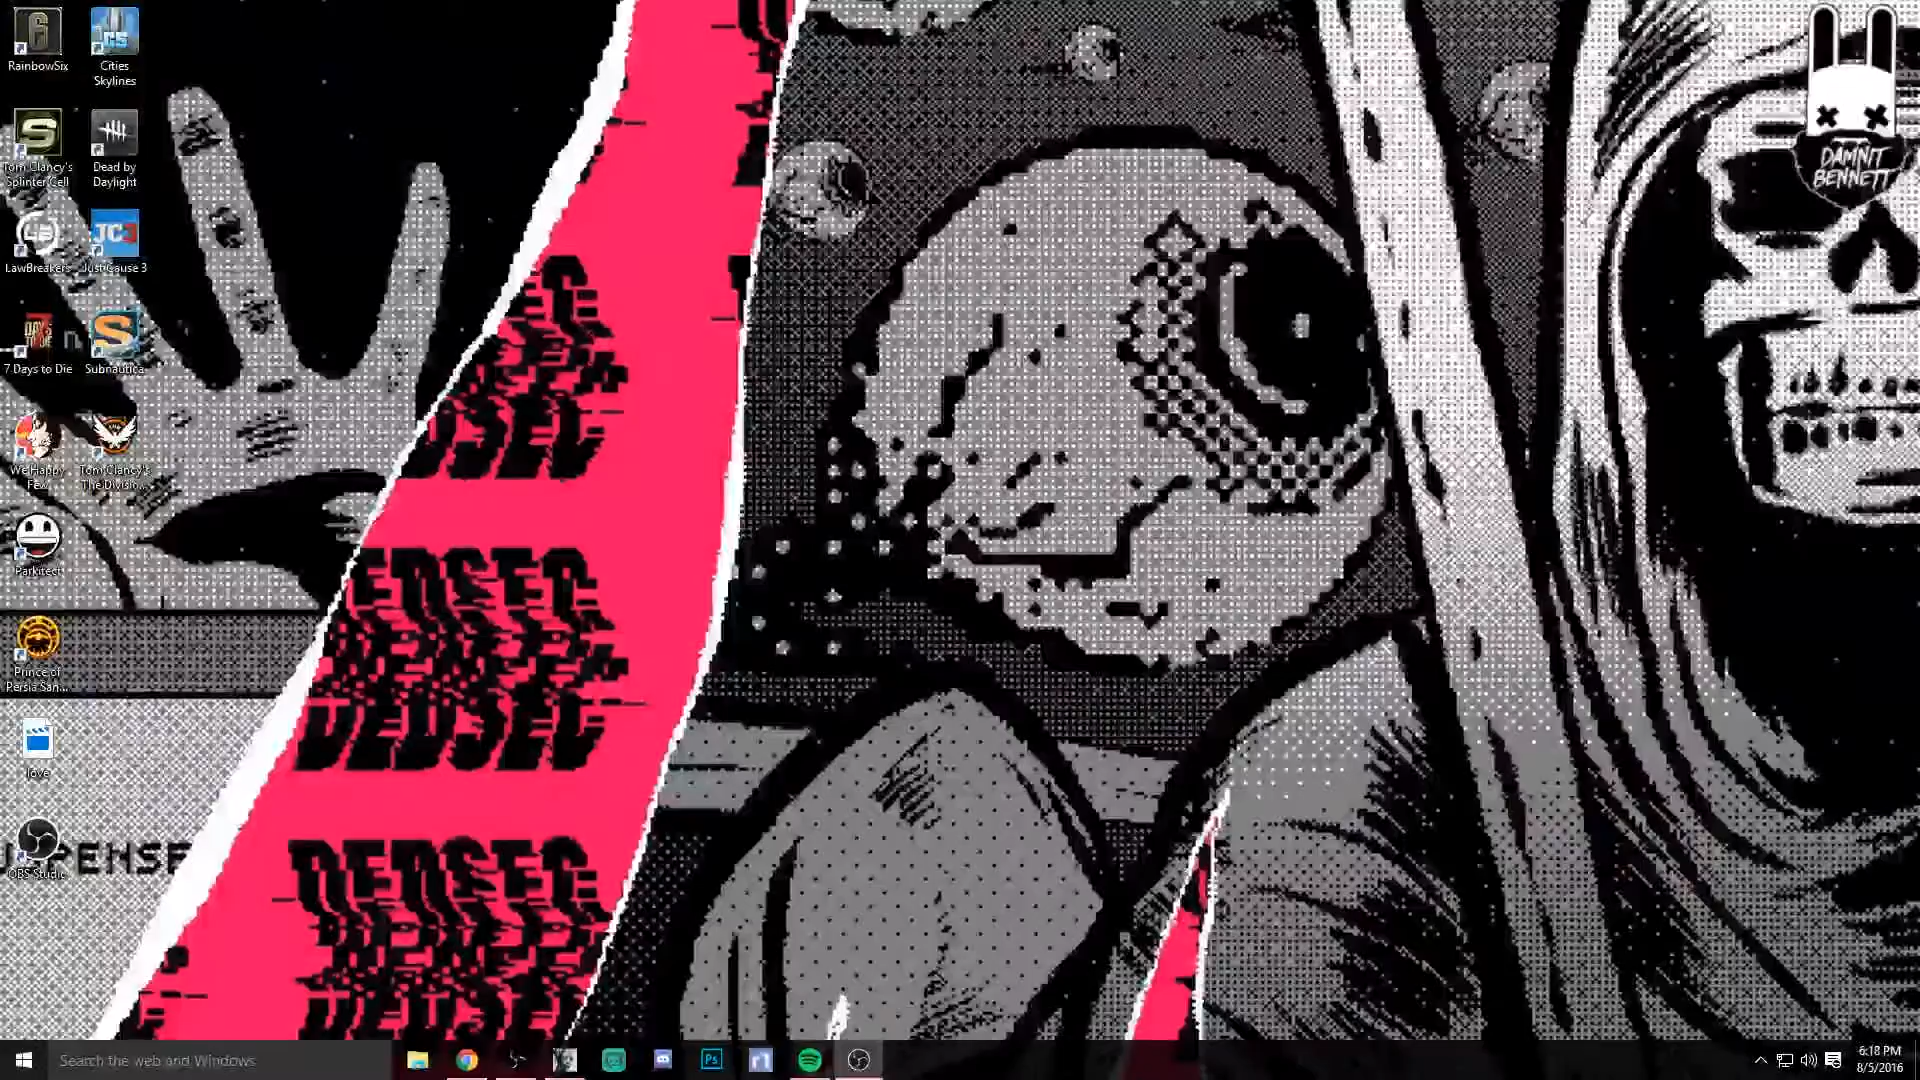 RainbowSix
Cities
Skylines
Tom Clancy's
Splinter Cell
Dead by
Daylight
LawBreakers
Just Cause 3
7 Days to Die
Subnautica
We Happy
Few
Tom Clancy's
The Division...
Parkitect
Prince of
Persia San...
love
OBS Studio
DAMNIT
BENNETT
DEDSEC
DEDSEC
DEDSEC
Search the web and Windows
Ps
6:18 PM
8/5/2016